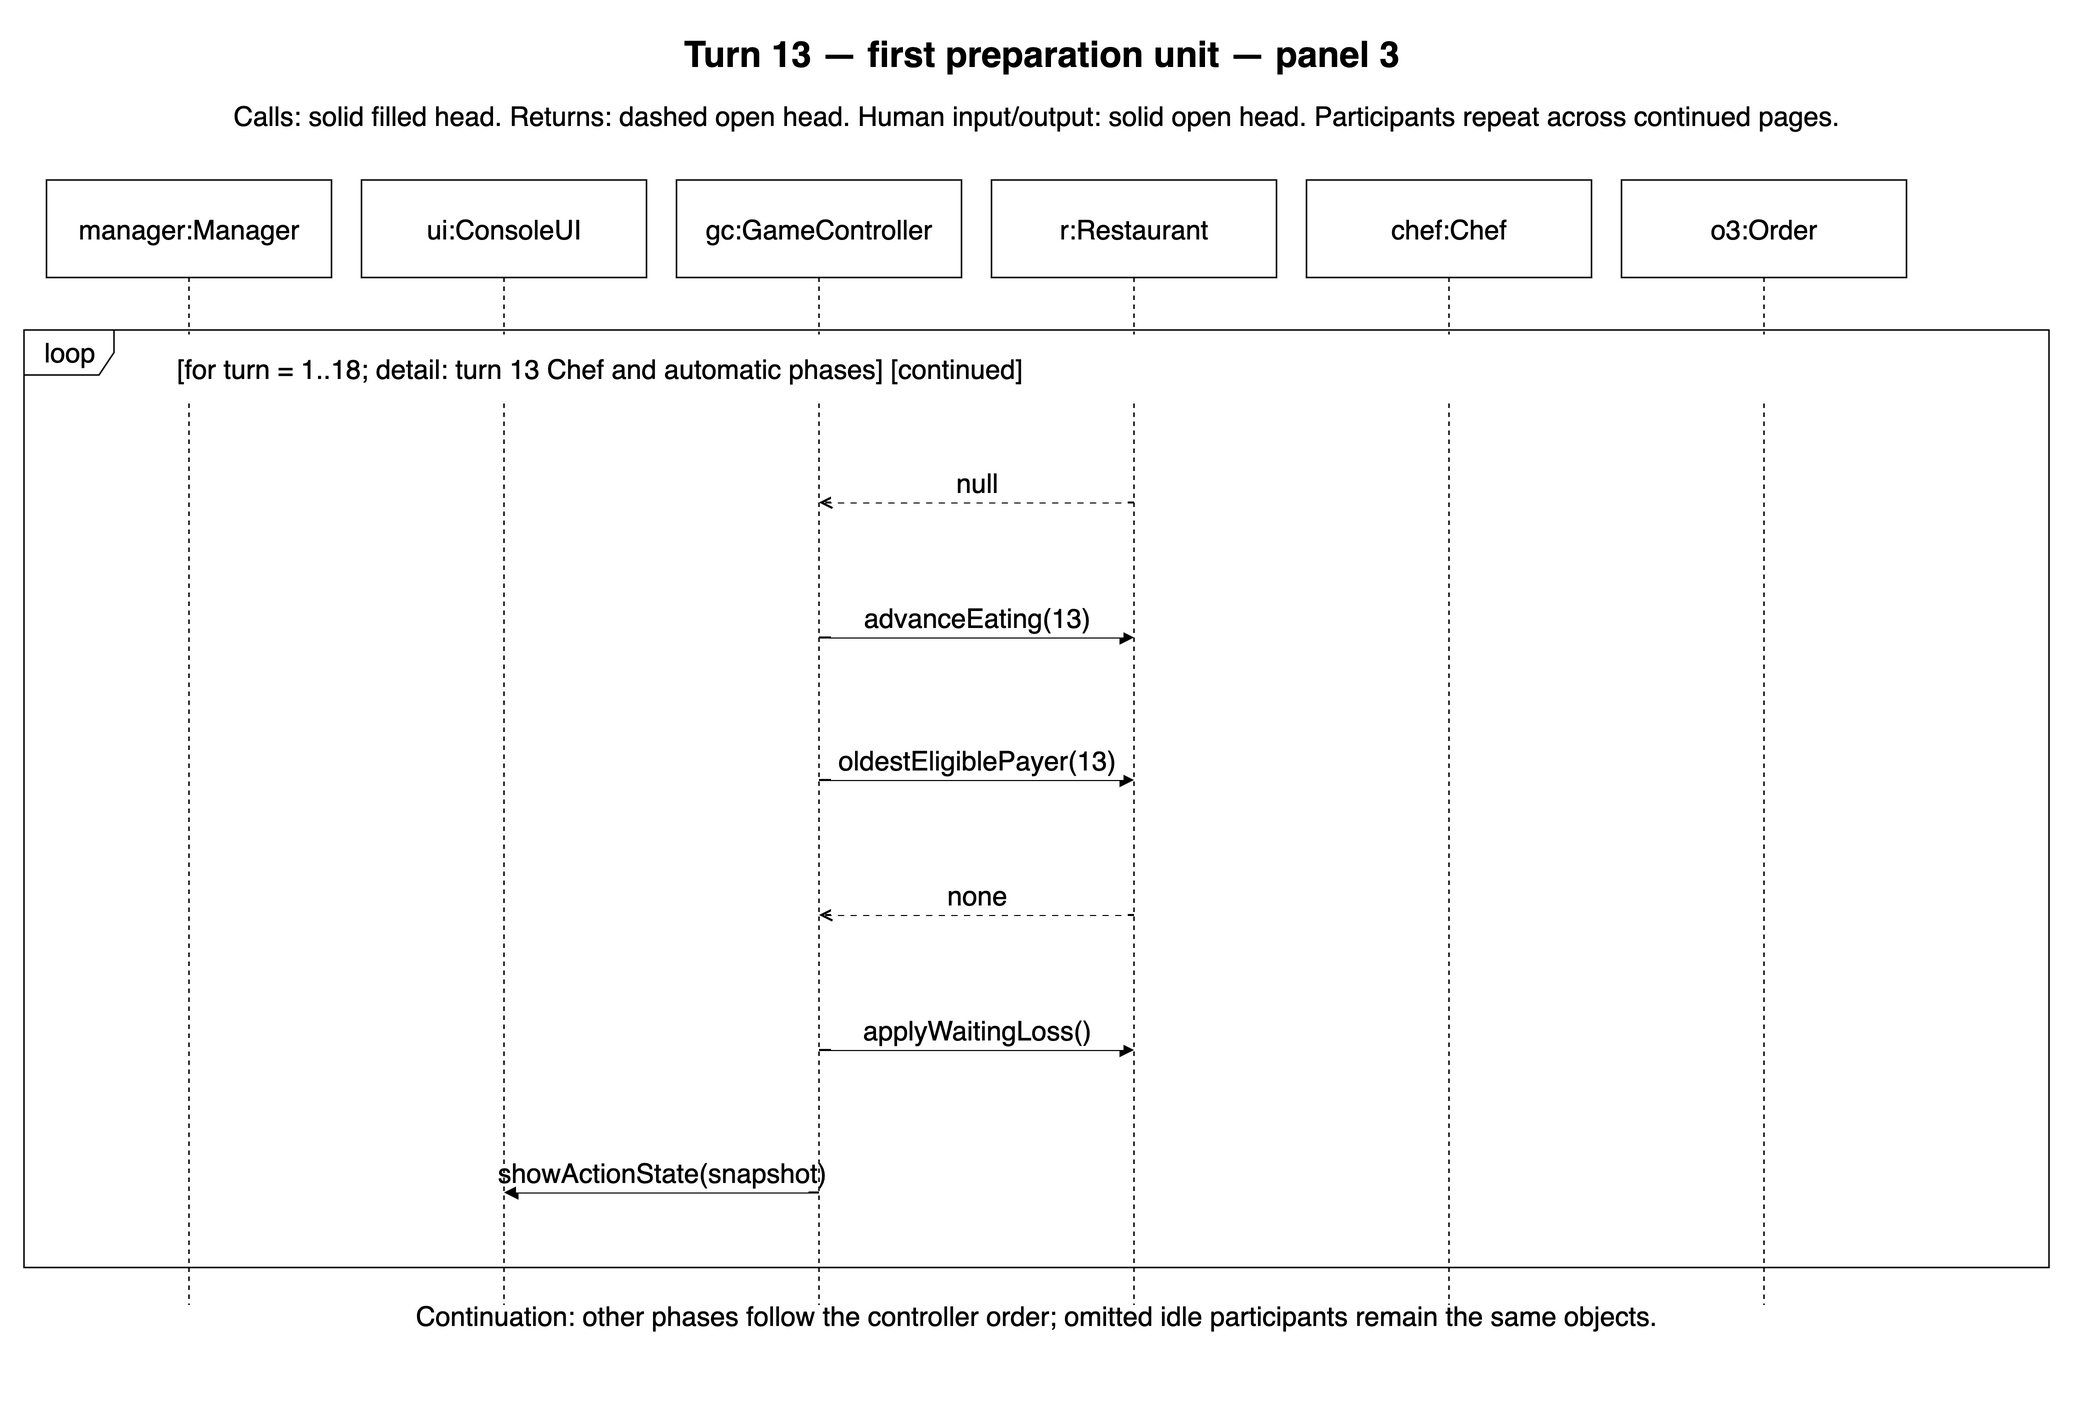 Turn 13 — first preparation unit — panel 3
Calls: solid filled head. Returns: dashed open head. Human input/output: solid open head. Participants repeat across continued pages.
manager:Manager
ui:ConsoleUI
gc:GameController
r:Restaurant
chef:Chef
o3:Order
loop
[for turn = 1..18; detail: turn 13 Chef and automatic phases] [continued]
null
advanceEating(13)
oldestEligiblePayer(13)
none
applyWaitingLoss()
showActionState(snapshot)
Continuation: other phases follow the controller order; omitted idle participants remain the same objects.